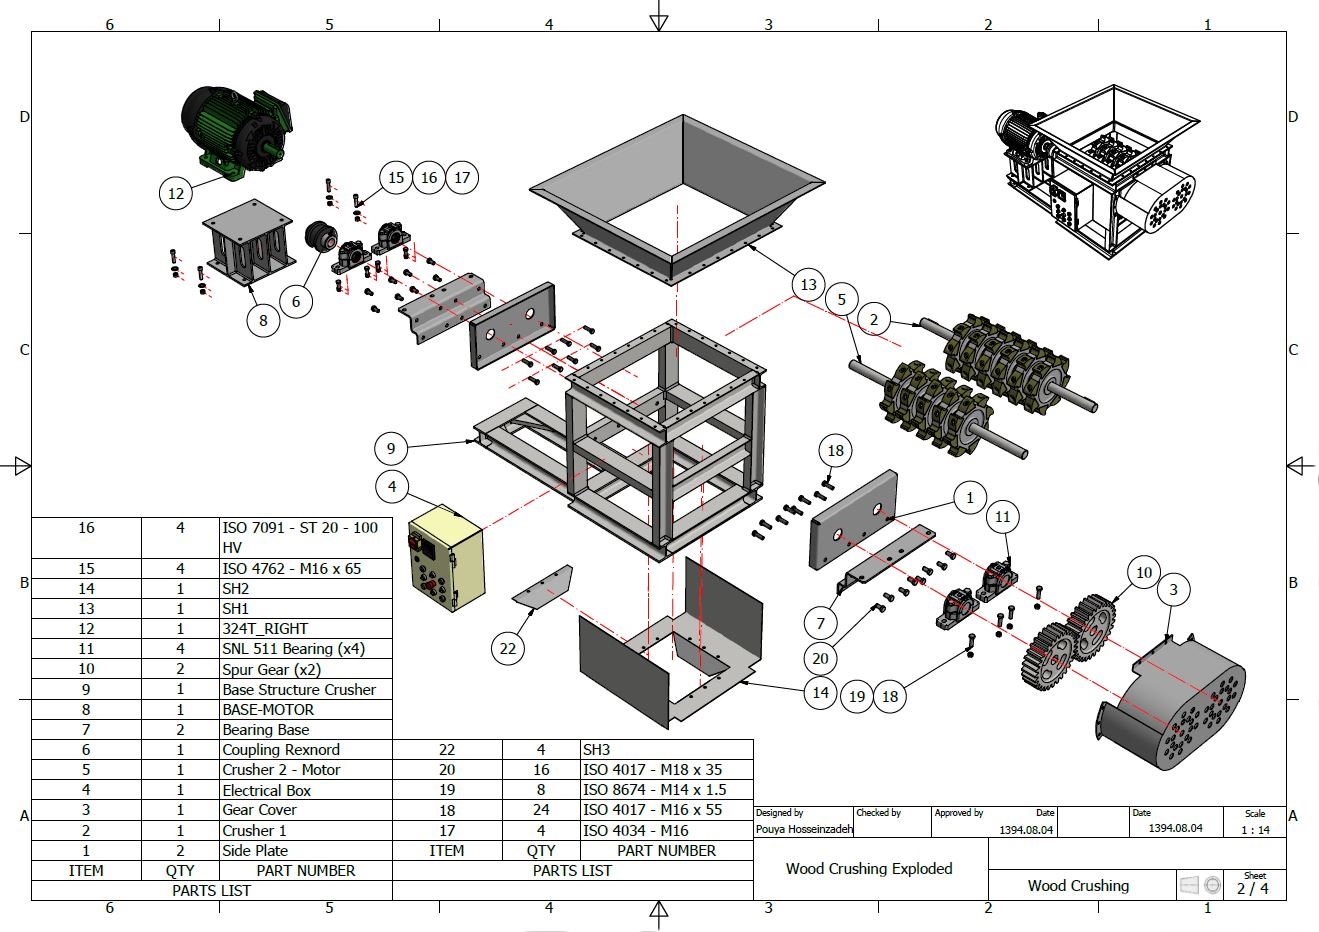 6 5 4 3 2 1
D D
12
15 16 17
8
6
13
5
2
C C
9
4
18
1
11
10
3
7
20
22
14
19 18
B B
16 4 ISO 7091 - ST 20 - 100
HV
15 4 ISO 4762 - M16 x 65
14 1 SH2
13 1 SH1
12 1 324T_RIGHT
11 4 SNL 511 Bearing (x4)
10 2 Spur Gear (x2)
9 1 Base Structure Crusher
8 1 BASE-MOTOR
7 2 Bearing Base
6 1 Coupling Rexnord
5 1 Crusher 2 - Motor
4 1 Electrical Box
3 1 Gear Cover
2 1 Crusher 1
1 2 Side Plate
ITEM QTY PART NUMBER
PARTS LIST
22 4 SH3
20 16 ISO 4017 - M18 x 35
19 8 ISO 8674 - M14 x 1.5
18 24 ISO 4017 - M16 x 55
17 4 ISO 4034 - M16
ITEM QTY PART NUMBER
PARTS LIST
A A
Designed by Checked by Approved by Date Date Scale
Pouya Hosseinzadeh 1394.08.04 1394.08.04 1 : 14
Wood Crushing Exploded
Wood Crushing
Sheet
2 / 4
6 5 4 3 2 1